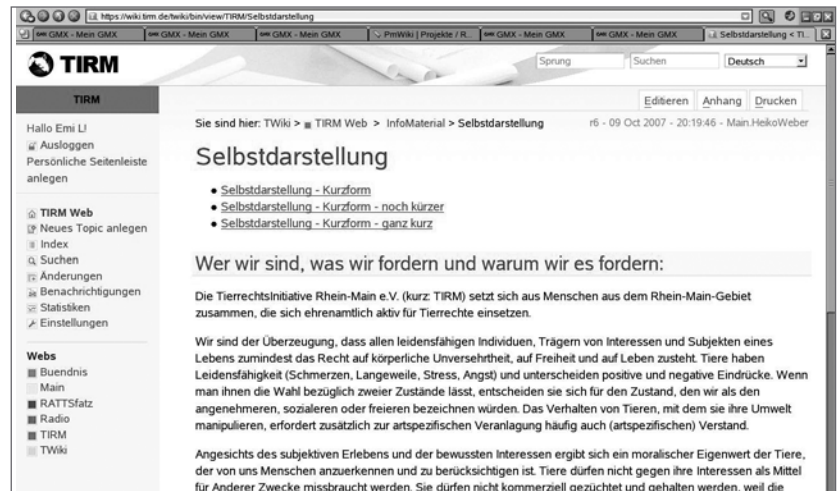 https://wiki.tirm.de/twiki/bin/view/TIRM/Selbstdarstellung
GMX - Mein GMX
GMX - Mein GMX
GMX - Mein GMX
PmWiki | Projekte / R...
GMX - Mein GMX
GMX - Mein GMX
Selbstdarstellung < TI...
TIRM
Sprung
Suchen
Deutsch
TIRM
Editieren Anhang Drucken
Hallo Emi L!
Ausloggen
Persönliche Seitenleiste
anlegen
TIRM Web
Neues Topic anlegen
Index
Suchen
Änderungen
Benachrichtigungen
Statistiken
Einstellungen
Webs
Buendnis
Main
RATTSfatz
Radio
TIRM
TWiki
Sie sind hier: TWiki > TIRM Web > InfoMaterial > Selbstdarstellung
r6 - 09 Oct 2007 - 20:19:46 - Main.HeikoWeber
Selbstdarstellung
• Selbstdarstellung - Kurzform
• Selbstdarstellung - Kurzform - noch kürzer
• Selbstdarstellung - Kurzform - ganz kurz
Wer wir sind, was wir fordern und warum wir es fordern:
Die TierrechtsInitiative Rhein-Main e.V. (kurz: TIRM) setzt sich aus Menschen aus dem Rhein-Main-Gebiet
zusammen, die sich ehrenamtlich aktiv für Tierrechte einsetzen.
Wir sind der Überzeugung, dass allen leidensfähigen Individuen, Trägern von Interessen und Subjekten eines
Lebens zumindest das Recht auf körperliche Unversehrtheit, auf Freiheit und auf Leben zusteht. Tiere haben
Leidensfähigkeit (Schmerzen, Langeweile, Stress, Angst) und unterscheiden positive und negative Eindrücke. Wenn
man ihnen die Wahl bezüglich zweier Zustände lässt, entscheiden sie sich für den Zustand, den wir als den
angenehmeren, sozialeren oder freieren bezeichnen würden. Das Verhalten von Tieren, mit dem sie ihre Umwelt
manipulieren, erfordert zusätzlich zur artspezifischen Veranlagung häufig auch (artspezifischen) Verstand.
Angesichts des subjektiven Erlebens und der bewussten Interessen ergibt sich ein moralischer Eigenwert der Tiere,
der von uns Menschen anzuerkennen und zu berücksichtigen ist. Tiere dürfen nicht gegen ihre Interessen als Mittel
für Anderer Zwecke missbraucht werden. Sie dürfen nicht kommerziell gezüchtet und gehalten werden, weil die